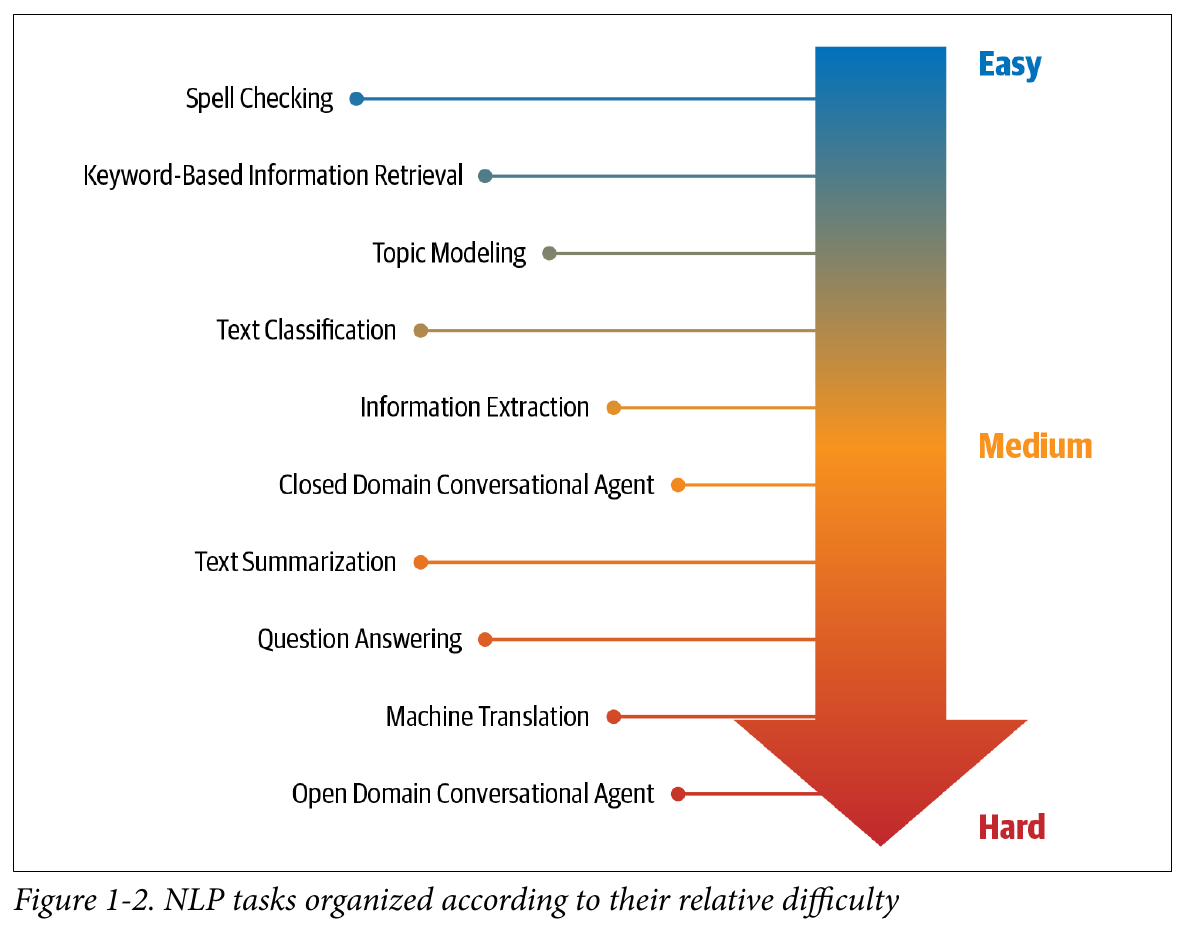 Easy
Spell Checking
Keyword-Based Information Retrieval
Topic Modeling
Text Classification
Information Extraction
Medium
Closed Domain Conversational Agent
Text Summarization
Question Answering
Machine Translation
Open Domain Conversational Agent
Hard
Figure 1-2. NLP tasks organized according to their relative difficulty